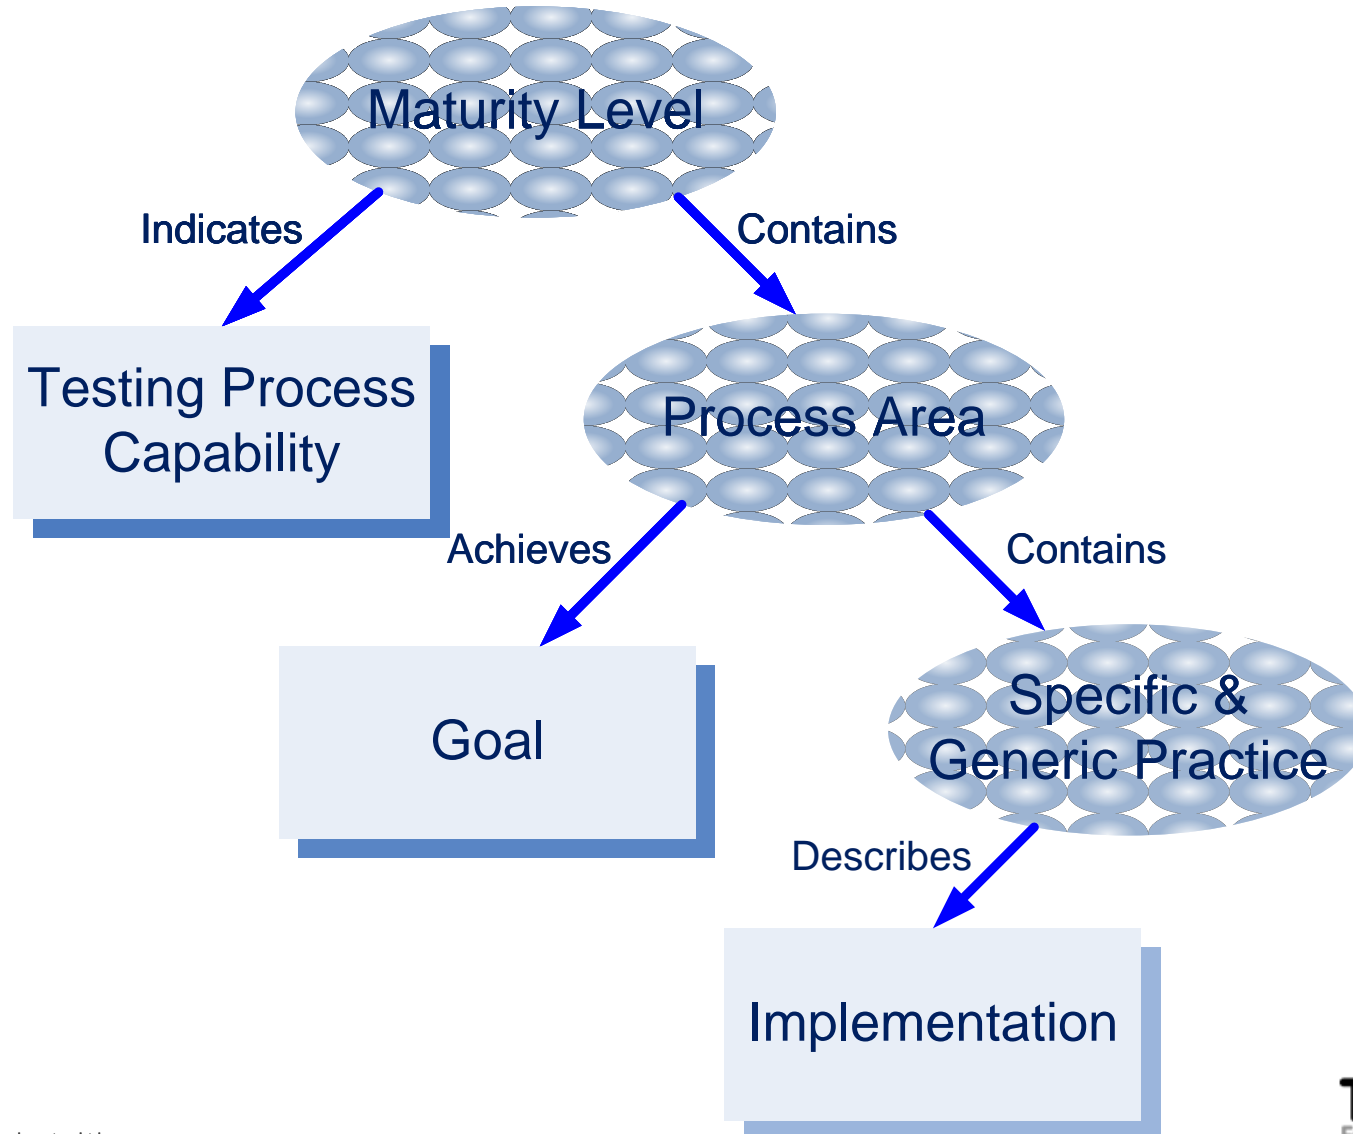 Maturity Level
Indicates
Contains
Testing Process
Capability
Process Area
Achieves
Contains
Goal
Specific &
Generic Practice
Describes
Implementation